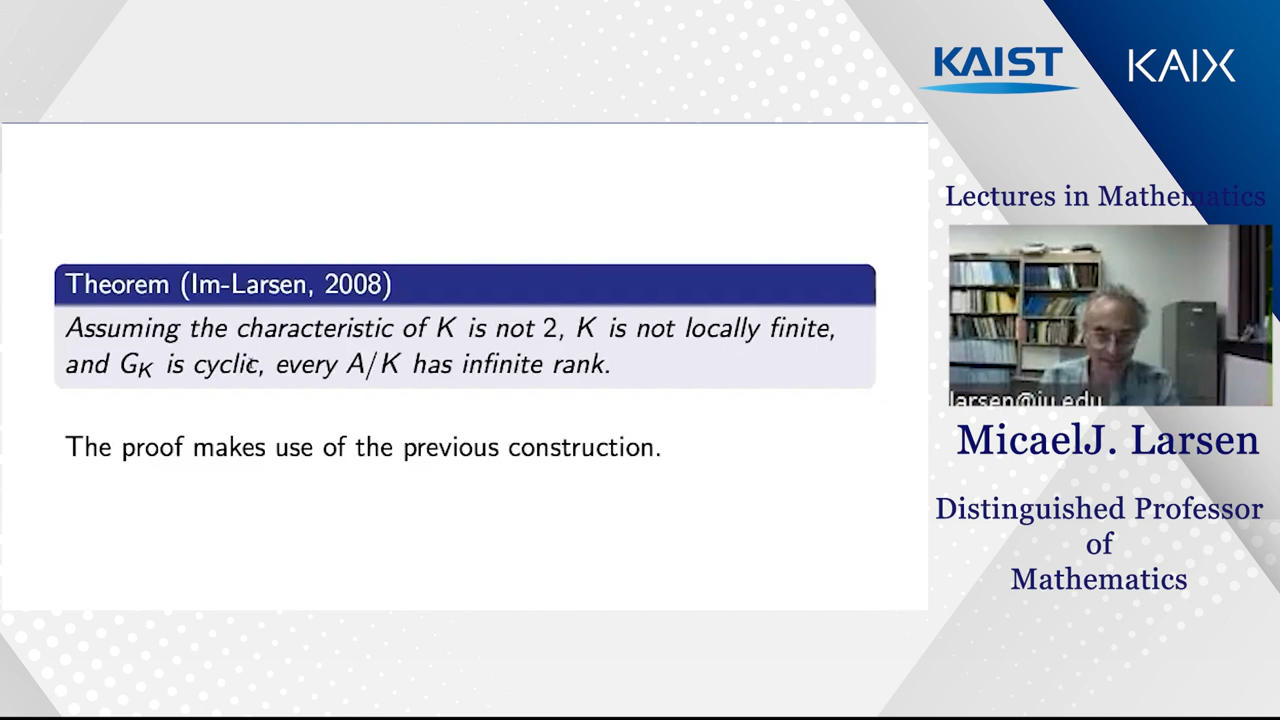 KAIST KAIX
Lectures in Mathematics
Theorem (Im-Larsen, 2008)
Assuming the characteristic of K is not 2, K is not locally finite,
and G_K is cyclic, every A/K has infinite rank.
The proof makes use of the previous construction.
larsen@iu.edu
MicaelJ. Larsen
Distinguished Professor
of
Mathematics